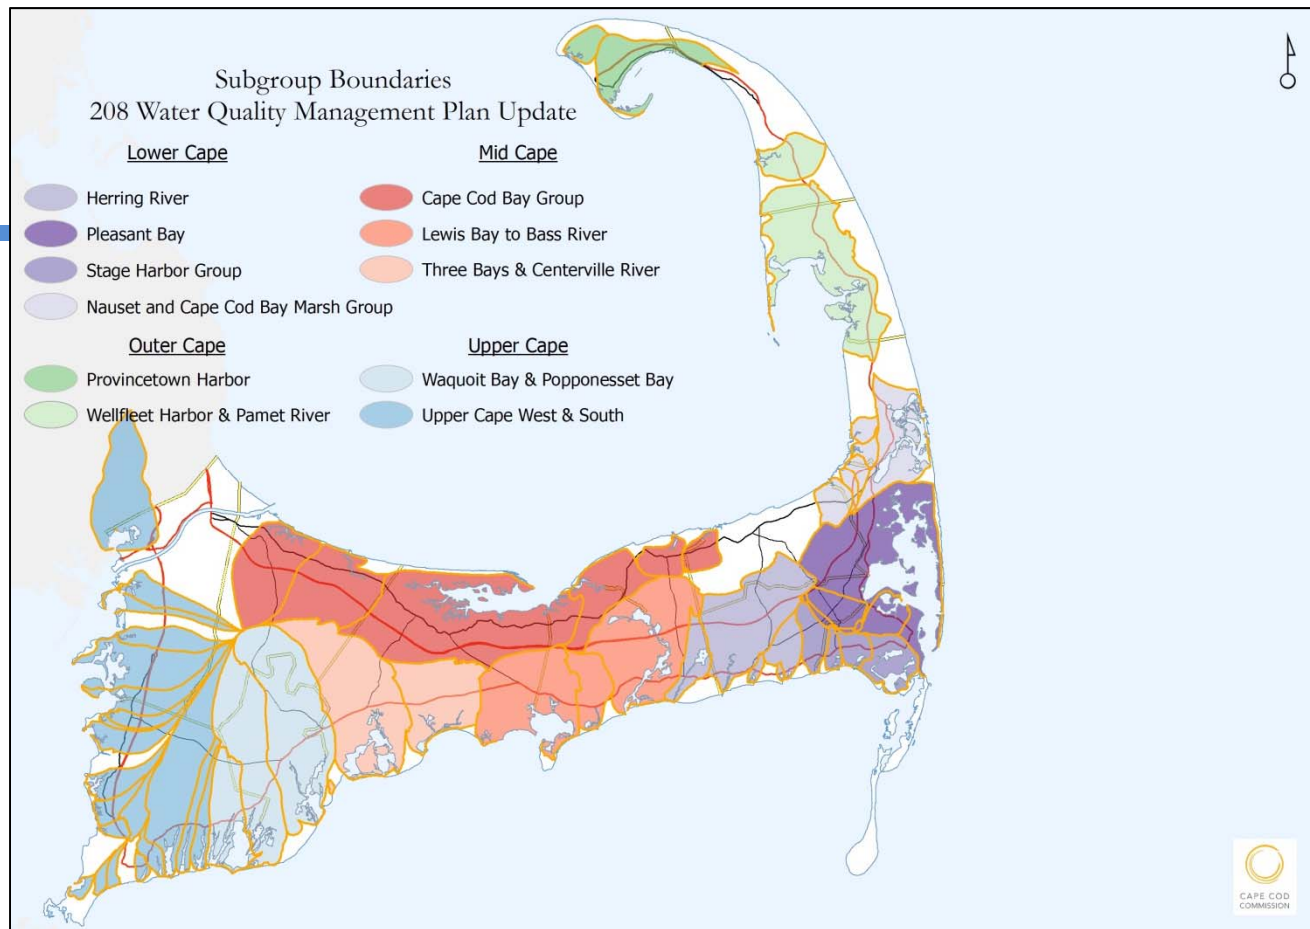 Subgroup Boundaries
208 Water Quality Management Plan Update
Lower Cape
Herring River
Pleasant Bay
Stage Harbor Group
Nauset and Cape Cod Bay Marsh Group
Mid Cape
Cape Cod Bay Group
Lewis Bay to Bass River
Three Bays & Centerville River
Outer Cape
Provincetown Harbor
Wellfleet Harbor & Pamet River
Upper Cape
Waquoit Bay & Popponesset Bay
Upper Cape West & South
CAPE COD
COMMISSION